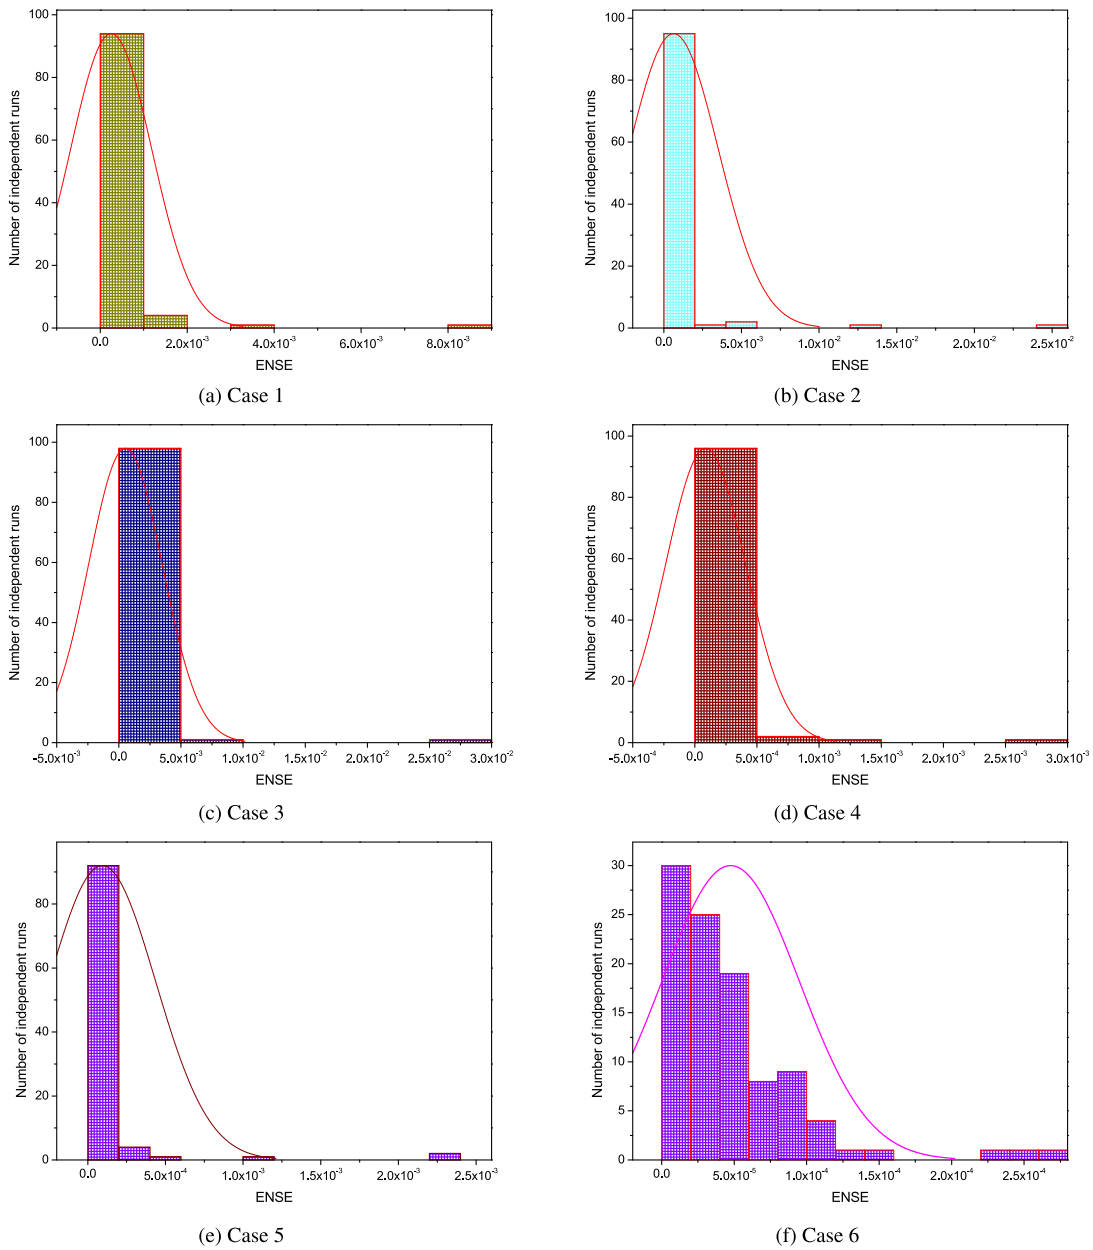 100
80
60
40
20
0
Number of independent runs
0.0 2.0x10⁻³ 4.0x10⁻³ 6.0x10⁻³ 8.0x10⁻³
ENSE
(a) Case 1
100
80
60
40
20
0
Number of independent runs
0.0 5.0x10⁻³ 1.0x10⁻² 1.5x10⁻² 2.0x10⁻² 2.5x10⁻²
ENSE
(b) Case 2
100
80
60
40
20
0
Number of independent runs
-5.0x10⁻³ 0.0 5.0x10⁻³ 1.0x10⁻² 1.5x10⁻² 2.0x10⁻² 2.5x10⁻² 3.0x10⁻²
ENSE
(c) Case 3
100
80
60
40
20
0
Number of independent runs
-5.0x10⁻⁴ 0.0 5.0x10⁻⁴ 1.0x10⁻³ 1.5x10⁻³ 2.0x10⁻³ 2.5x10⁻³ 3.0x10⁻³
ENSE
(d) Case 4
80
60
40
20
0
Number of independent runs
0.0 5.0x10⁻⁴ 1.0x10⁻³ 1.5x10⁻³ 2.0x10⁻³ 2.5x10⁻³
ENSE
(e) Case 5
30
25
20
15
10
5
0
Number of indpepndent runs
0.0 5.0x10⁻⁵ 1.0x10⁻⁴ 1.5x10⁻⁴ 2.0x10⁻⁴ 2.5x10⁻⁴
ENSE
(f) Case 6